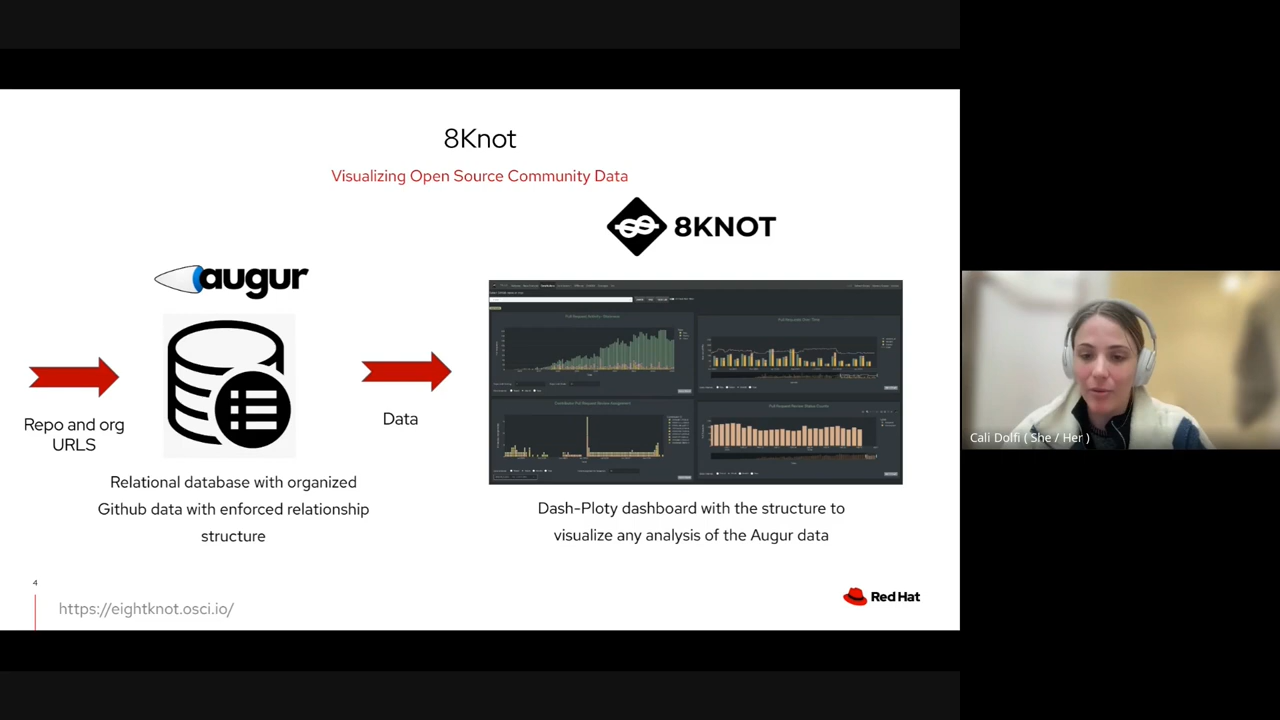 8Knot
Visualizing Open Source Community Data
8KNOT
augur
Repo and org
URLS
Data
Relational database with organized
Github data with enforced relationship
structure
Dash-Ploty dashboard with the structure to
visualize any analysis of the Augur data
4
https://eightknot.osci.io/
Red Hat
Cali Dolfi ( She / Her )